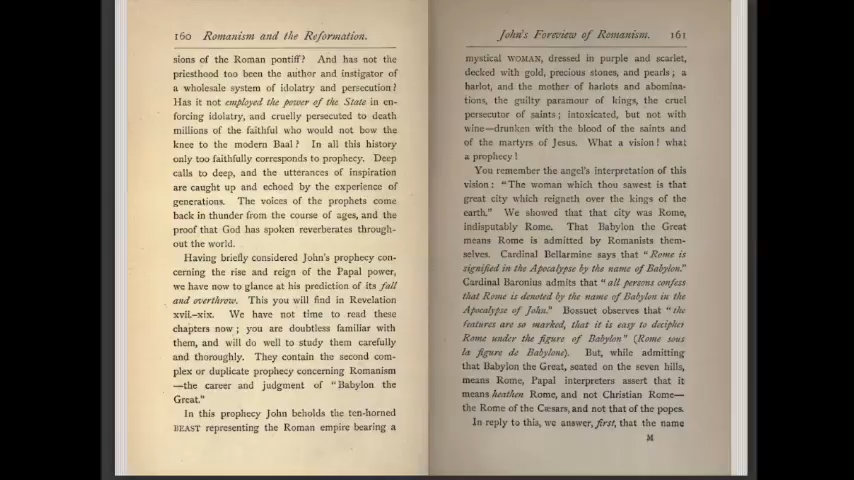 160 Romanism and the Reformation.
sions of the Roman pontiff? And has not the
priesthood too been the author and instigator of
a wholesale system of idolatry and persecution?
Has it not employed the power of the State in en-
forcing idolatry, and cruelly persecuted to death
millions of the faithful who would not bow the
knee to the modern Baal? In all this history
only too faithfully corresponds to prophecy. Deep
calls to deep, and the utterances of inspiration
are caught up and echoed by the experience of
generations. The voices of the prophets come
back in thunder from the course of ages, and the
proof that God has spoken reverberates through-
out the world.
Having briefly considered John's prophecy con-
cerning the rise and reign of the Papal power,
we have now to glance at his prediction of its fall
and overthrow. This you will find in Revelation
xvii.-xix. We have not time to read these
chapters now; you are doubtless familiar with
them, and will do well to study them carefully
and thoroughly. They contain the second com-
plex or duplicate prophecy concerning Romanism
—the career and judgment of "Babylon the
Great."
In this prophecy John beholds the ten-horned
BEAST representing the Roman empire bearing a
John's Foreview of Romanism. 161
mystical WOMAN, dressed in purple and scarlet,
decked with gold, precious stones, and pearls; a
harlot, and the mother of harlots and abomina-
tions, the guilty paramour of kings, the cruel
persecutor of saints; intoxicated, but not with
wine—drunken with the blood of the saints and
of the martyrs of Jesus. What a vision! what
a prophecy!
You remember the angel's interpretation of this
vision: "The woman which thou sawest is that
great city which reigneth over the kings of the
earth." We showed that that city was Rome,
indisputably Rome. That Babylon the Great
means Rome is admitted by Romanists them-
selves. Cardinal Bellarmine says that "Rome is
signified in the Apocalypse by the name of Babylon."
Cardinal Baronius admits that "all persons confess
that Rome is denoted by the name of Babylon in the
Apocalypse of John." Bossuet observes that "the
features are so marked, that it is easy to decipher
Rome under the figure of Babylon" (Rome sous
la figure de Babylone). But, while admitting
that Babylon the Great, seated on the seven hills,
means Rome, Papal interpreters assert that it
means heathen Rome, and not Christian Rome—
the Rome of the Cæsars, and not that of the popes.
In reply to this, we answer, first, that the name
M